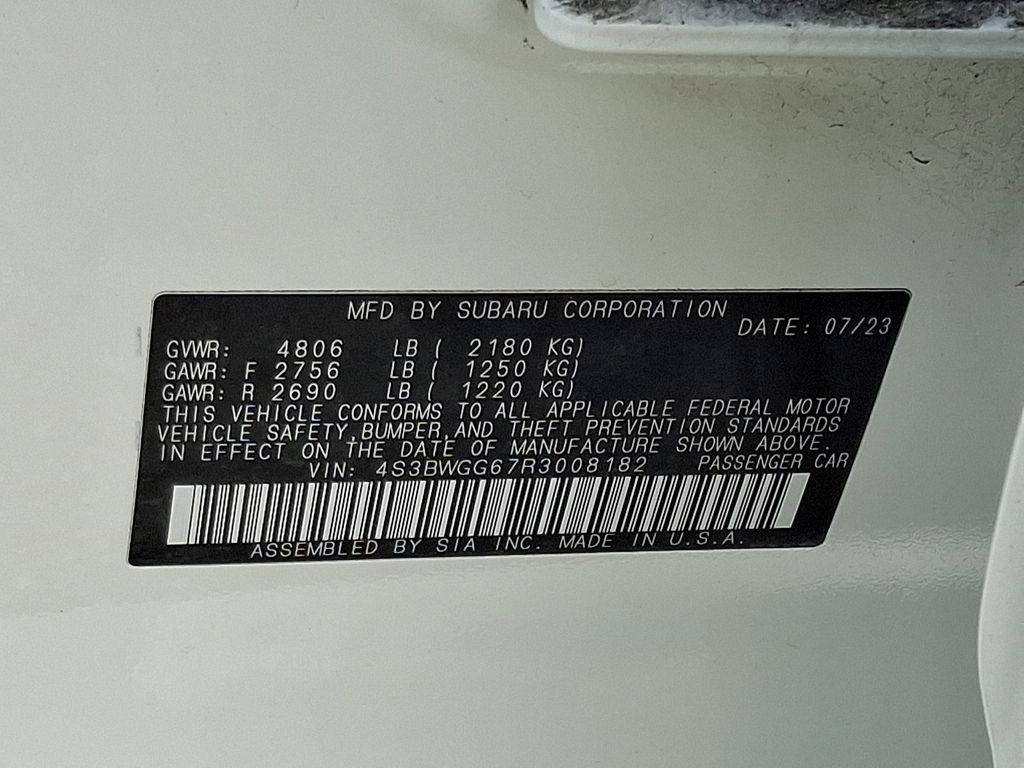 MFD BY SUBARU CORPORATION
DATE: 07/23
GVWR: 4806 LB ( 2180 KG)
GAWR: F 2756 LB ( 1250 KG)
GAWR: R 2690 LB ( 1220 KG)
THIS VEHICLE CONFORMS TO ALL APPLICABLE FEDERAL MOTOR
VEHICLE SAFETY,BUMPER,AND THEFT PREVENTION STANDARDS
IN EFFECT ON THE DATE OF MANUFACTURE SHOWN ABOVE.
VIN: 4S3BWGG67R3008182 PASSENGER CAR
ASSEMBLED BY SIA INC. MADE IN U.S.A.